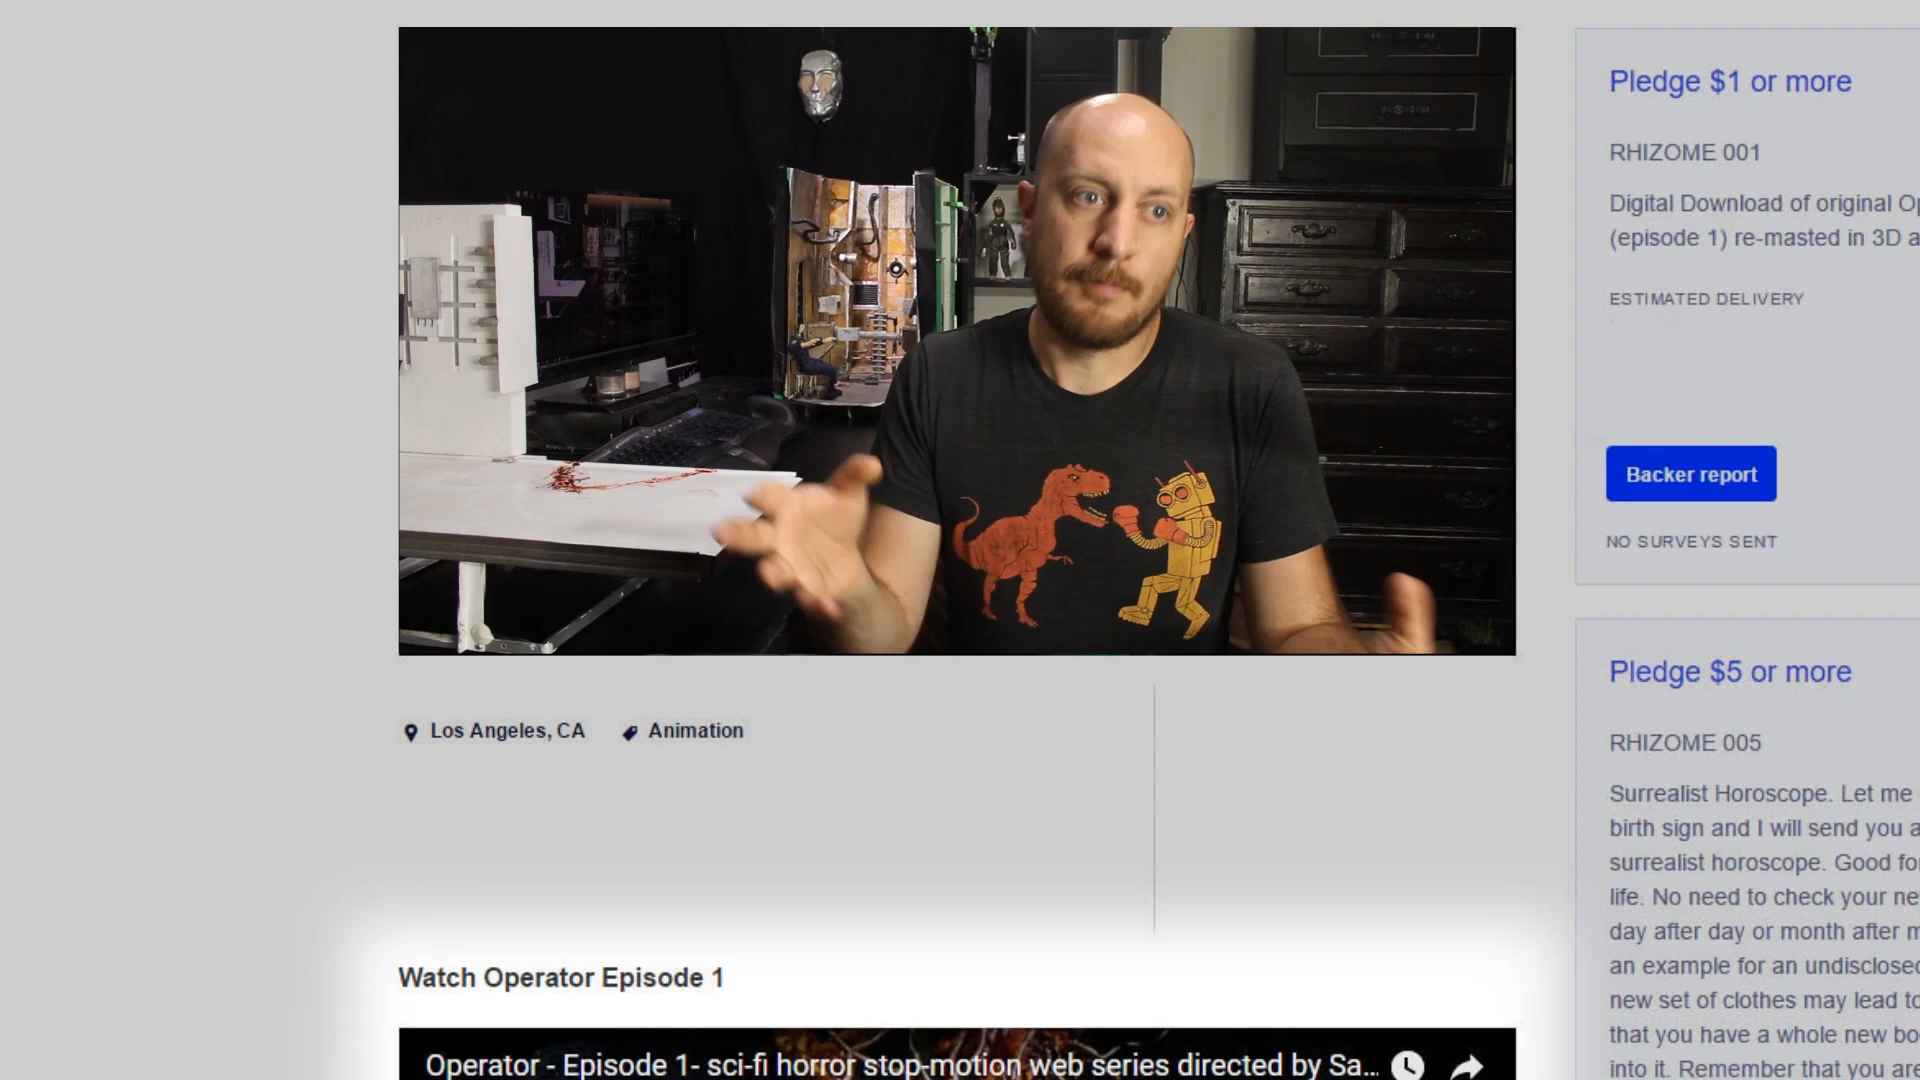 Pledge $1 or more
RHIZOME 001
Digital Download of original Op
(episode 1) re-masted in 3D a
ESTIMATED DELIVERY
Backer report
NO SURVEYS SENT
Los Angeles, CA
Animation
Pledge $5 or more
RHIZOME 005
Surrealist Horoscope. Let me
birth sign and I will send you a
surrealist horoscope. Good for
life. No need to check your ne
day after day or month after m
an example for an undisclosed
new set of clothes may lead to
that you have a whole new bo
into it. Remember that you are
Watch Operator Episode 1
Operator - Episode 1- sci-fi horror stop-motion web series directed by Sa...